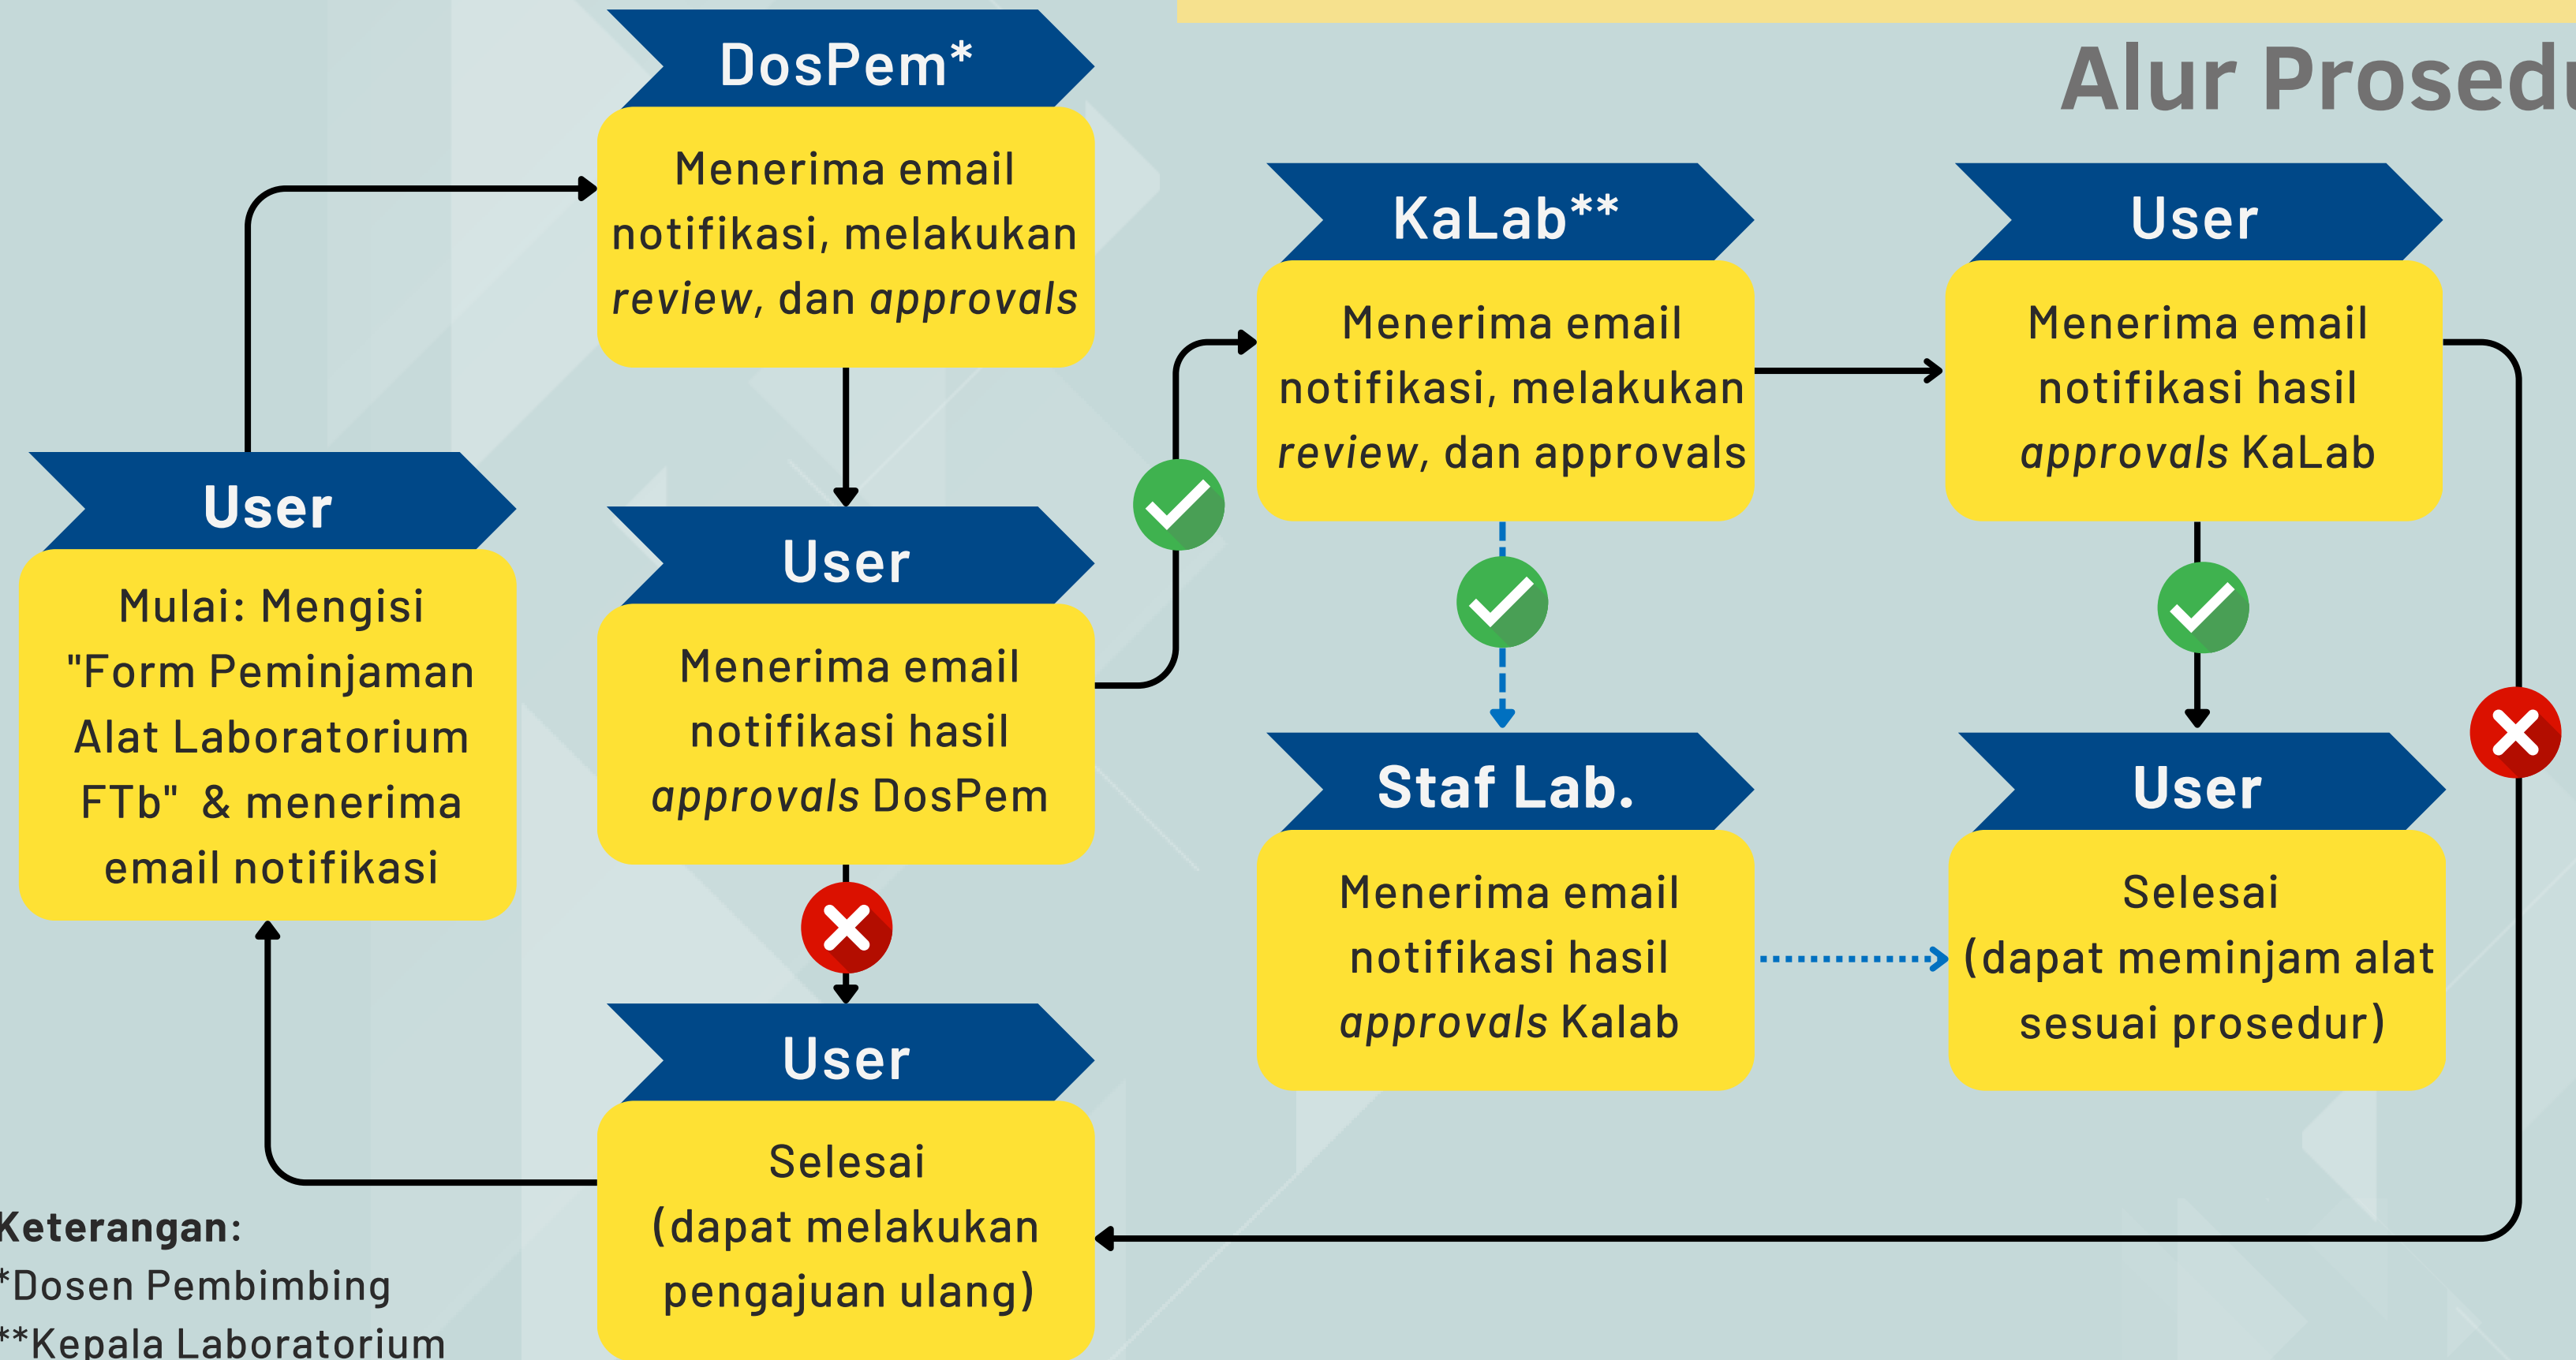 Alur Prosedu
DosPem*
Menerima email
notifikasi, melakukan
review, dan approvals
KaLab**
Menerima email
notifikasi, melakukan
review, dan approvals
User
Menerima email
notifikasi hasil
approvals KaLab
User
Mulai: Mengisi
"Form Peminjaman
Alat Laboratorium
FTb" & menerima
email notifikasi
User
Menerima email
notifikasi hasil
approvals DosPem
Staf Lab.
Menerima email
notifikasi hasil
approvals Kalab
User
Selesai
(dapat meminjam alat
sesuai prosedur)
User
Selesai
(dapat melakukan
pengajuan ulang)
Keterangan:
*Dosen Pembimbing
**Kepala Laboratorium